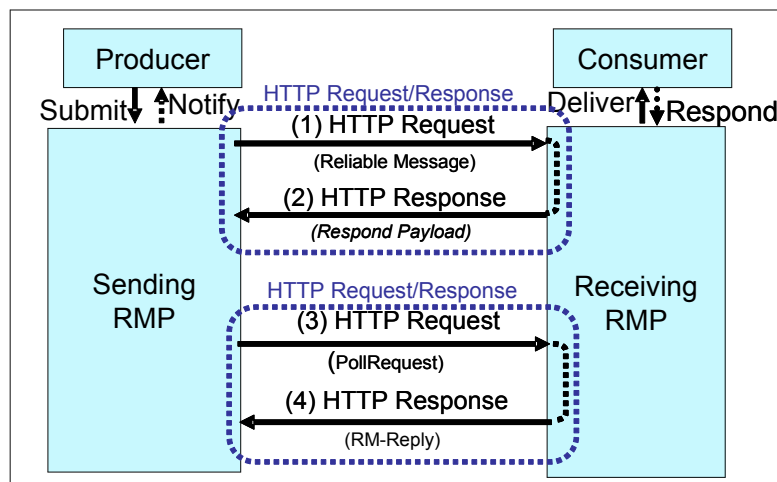 Producer
Consumer
Submit
Notify
HTTP Request/Response
Deliver
Respond
(1) HTTP Request
(Reliable Message)
(2) HTTP Response
(Respond Payload)
Sending
RMP
Receiving
RMP
HTTP Request/Response
(3) HTTP Request
(PollRequest)
(4) HTTP Response
(RM-Reply)